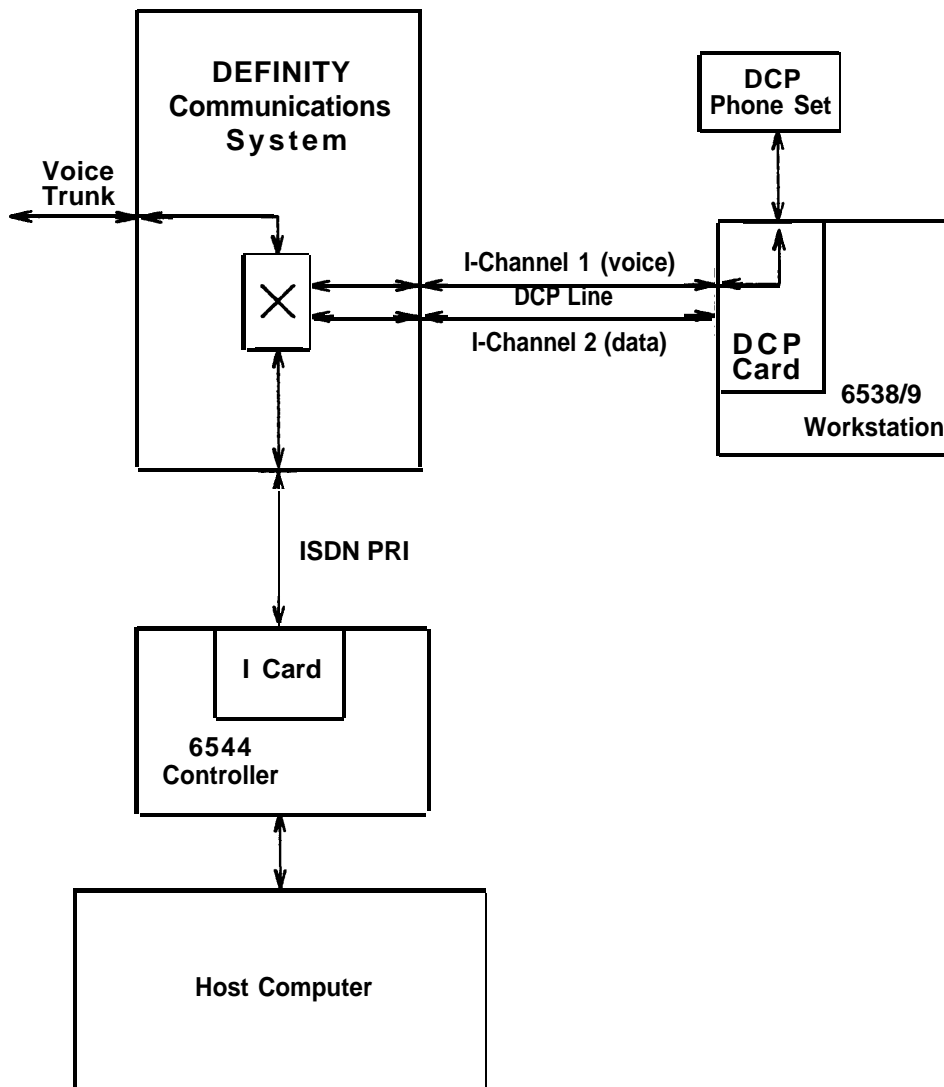 DEFINITY
Communications
System
DCP
Phone Set
Voice
Trunk
I-Channel 1 (voice)
DCP Line
I-Channel 2 (data)
DCP
Card
6538/9
Workstation
ISDN PRI
I Card
6544
Controller
Host Computer